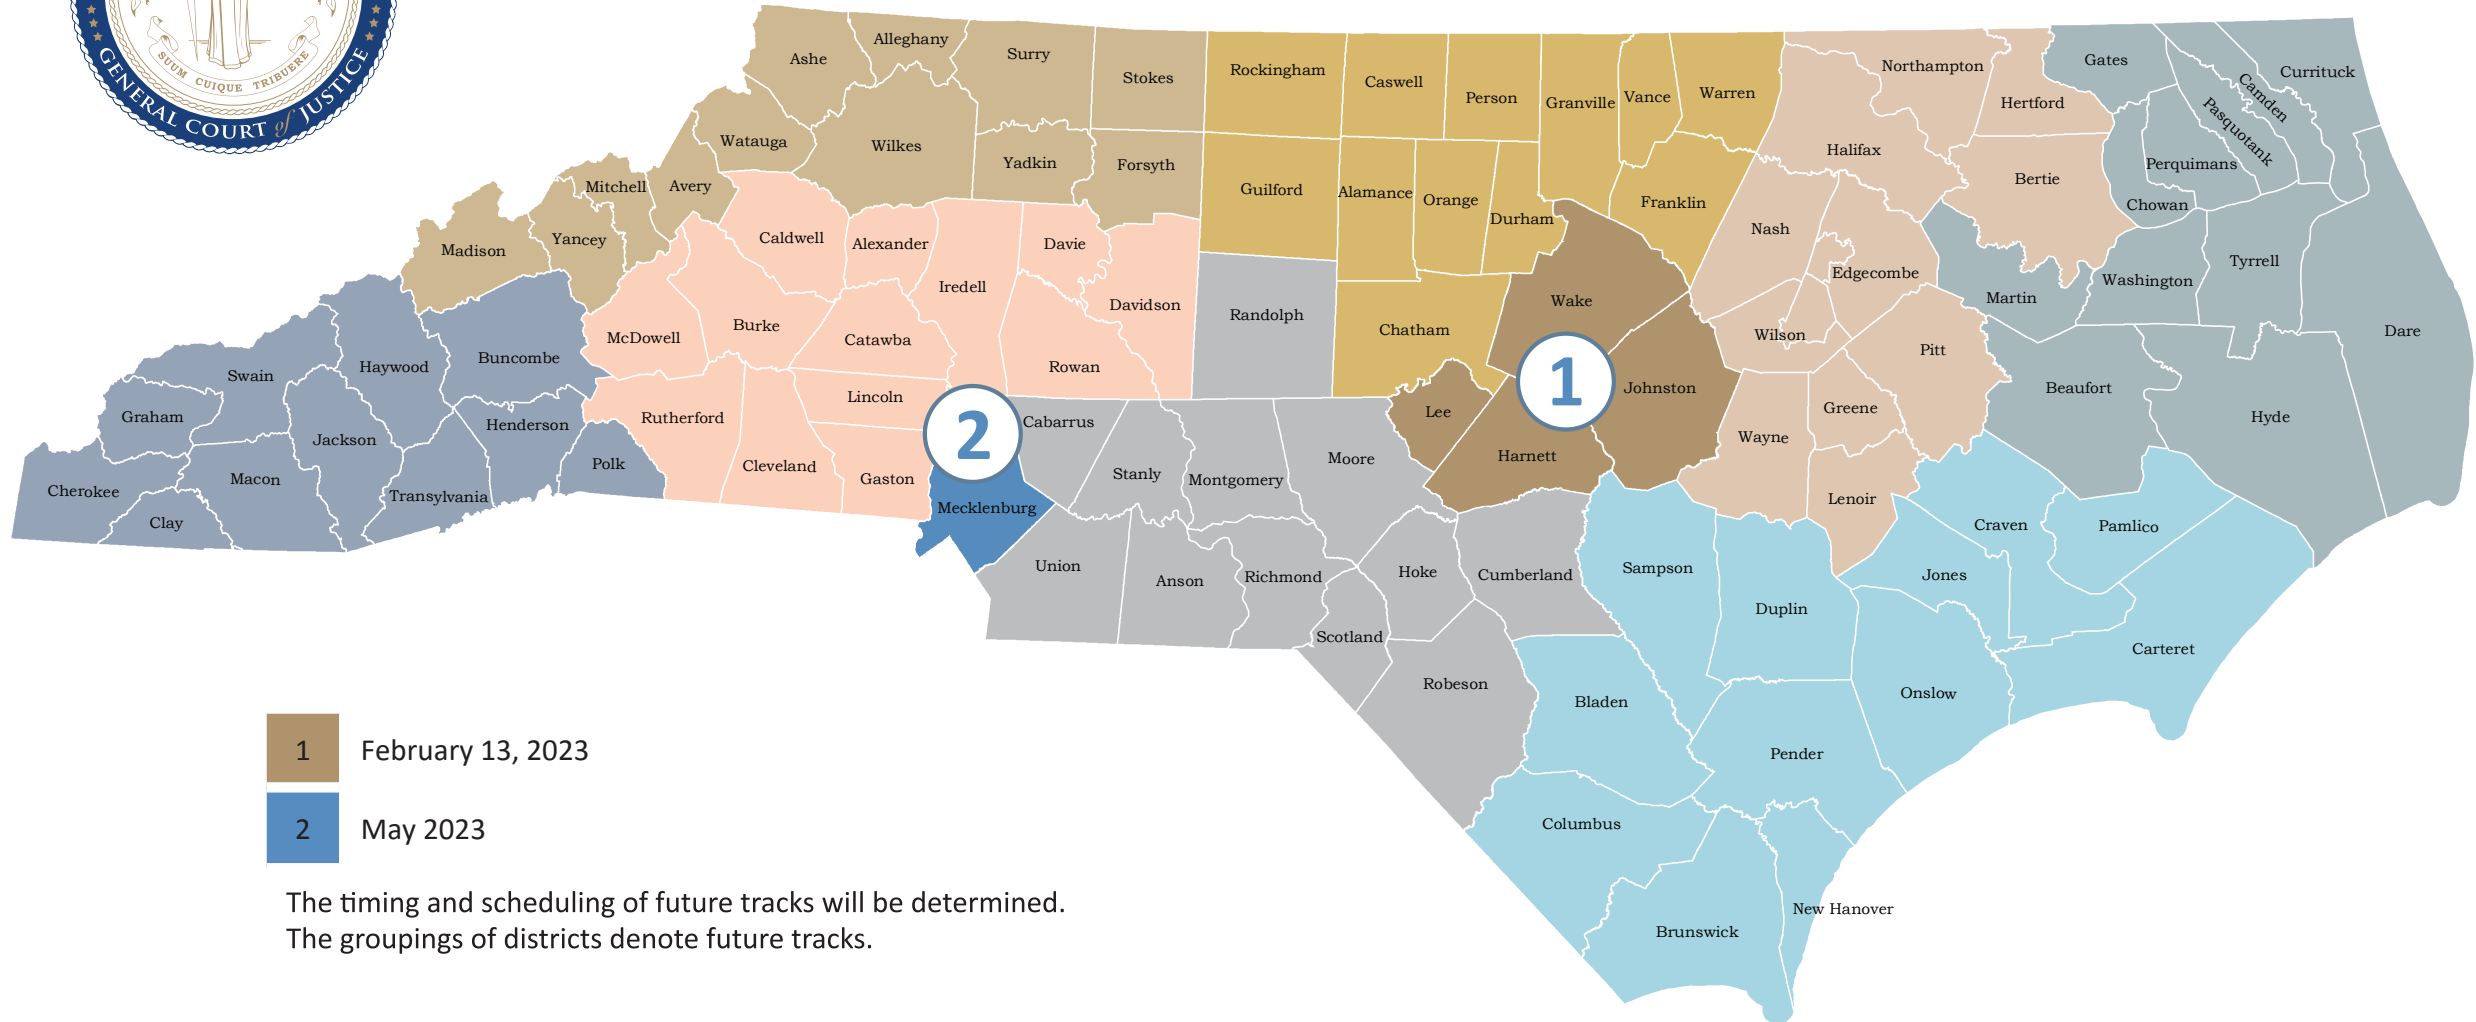 SUUM CUIQUE TRIBUERE
GENERAL COURT of JUSTICE
Ashe
Alleghany
Surry
Stokes
Rockingham
Caswell
Person
Granville
Vance
Warren
Northampton
Hertford
Gates
Camden
Currituck
Pasquotank
Perquimans
Chowan
Watauga
Wilkes
Yadkin
Forsyth
Guilford
Alamance
Orange
Durham
Franklin
Halifax
Bertie
Mitchell
Avery
Madison
Yancey
Caldwell
Alexander
Davie
Iredell
Davidson
Randolph
Chatham
Wake
Nash
Edgecombe
Martin
Washington
Tyrrell
Dare
McDowell
Burke
Catawba
Rowan
Wilson
Pitt
Beaufort
Hyde
Swain
Haywood
Buncombe
Graham
Jackson
Henderson
Rutherford
Lincoln
2
Cabarrus
Lee
1
Johnston
Greene
Wayne
Cherokee
Macon
Clay
Transylvania
Polk
Cleveland
Gaston
Mecklenburg
Stanly
Montgomery
Moore
Harnett
Lenoir
Craven
Pamlico
Union
Anson
Richmond
Scotland
Hoke
Cumberland
Sampson
Duplin
Jones
Carteret
Onslow
Robeson
Bladen
Pender
Columbus
Brunswick
New Hanover
1 February 13, 2023
2 May 2023
The timing and scheduling of future tracks will be determined.
The groupings of districts denote future tracks.